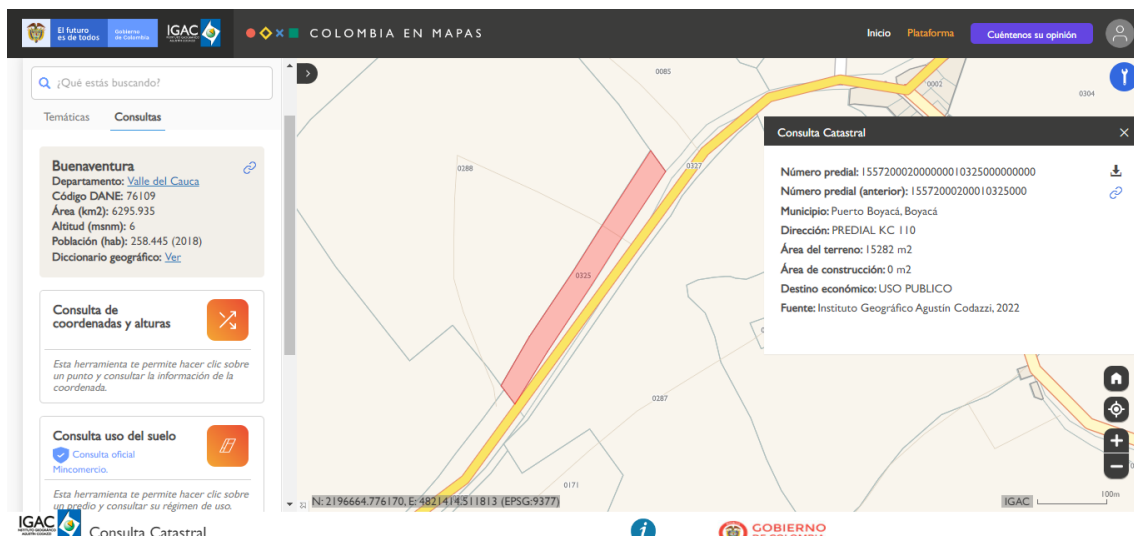 El futuro es de todos
Gobierno de Colombia
IGAC
COLOMBIA EN MAPAS
Inicio
Plataforma
Cuéntenos su opinión
¿Qué estás buscando?
Temáticas
Consultas
Buenaventura
Departamento: Valle del Cauca
Código DANE: 76109
Área (km2): 6295.935
Altitud (msnm): 6
Población (hab): 258.445 (2018)
Diccionario geográfico: Ver
Consulta de
coordenadas y alturas
Esta herramienta te permite hacer clic sobre
un punto y consultar la información de la
coordenada.
Consulta uso del suelo
Consulta oficial
Mincomercio.
Esta herramienta te permite hacer clic sobre
un predio y consultar su régimen de uso.
0085
0002
0304
0288
0327
0325
0287
0171
Consulta Catastral
Número predial: 155720002000000010325000000000
Número predial (anterior): 15572000200010325000
Municipio: Puerto Boyacá, Boyacá
Dirección: PREDIAL KC 110
Área del terreno: 15282 m2
Área de construcción: 0 m2
Destino económico: USO PUBLICO
Fuente: Instituto Geográfico Agustín Codazzi, 2022
N: 2196664.776170, E: 4821414.511813 (EPSG:9377)
IGAC
100m
IGAC
Consulta Catastral
GOBIERNO